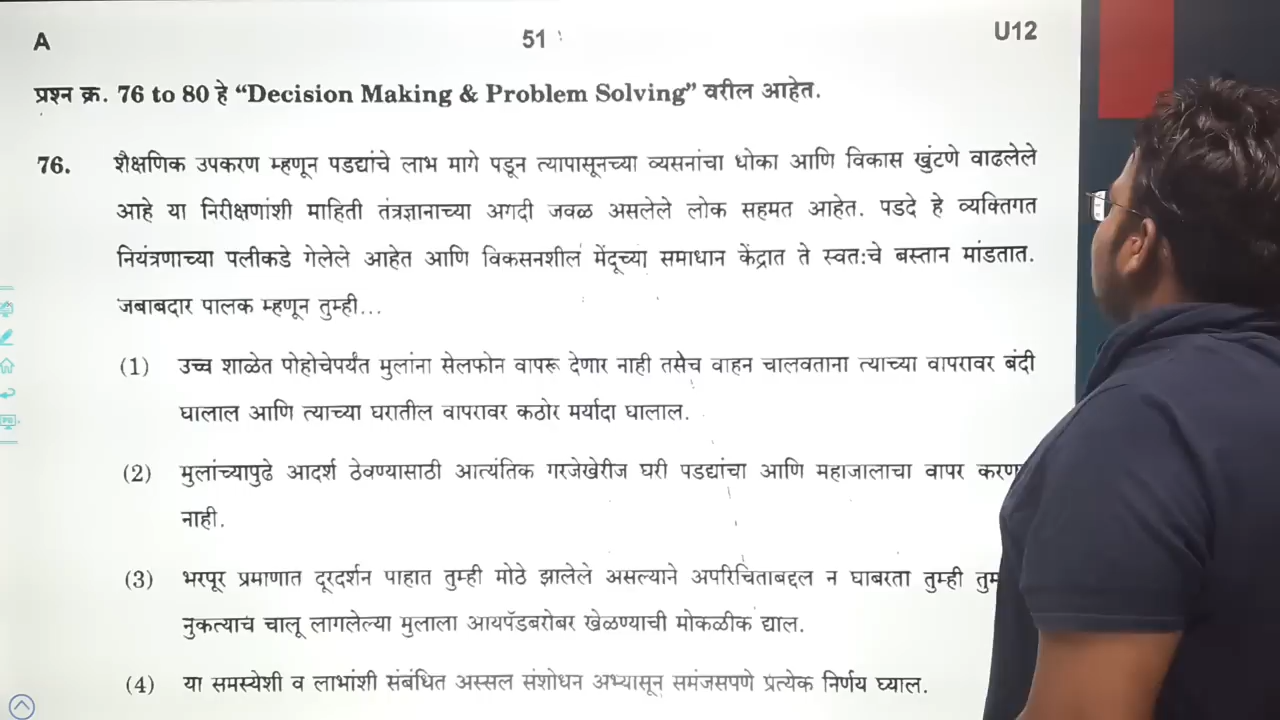 A 51 U12
प्रश्न क्र. 76 to 80 हे “Decision Making & Problem Solving” वरील आहेत.
76. शैक्षणिक उपकरण म्हणून पडद्यांचे लाभ मागे पडून त्यापासूनच्या व्यसनांचा धोका आणि विकास खुंटणे वाढलेले
आहे या निरीक्षणांशी माहिती तंत्रज्ञानाच्या अगदी जवळ असलेले लोक सहमत आहेत. पडदे हे व्यक्तिगत
नियंत्रणाच्या पलीकडे गेलेले आहेत आणि विकसनशील मेंदूच्या समाधान केंद्रात ते स्वतःचे बस्तान मांडतात.
जबाबदार पालक म्हणून तुम्ही...
(1) उच्च शाळेत पोहोचेपर्यंत मुलांना सेलफोन वापरू देणार नाही तसेच वाहन चालवताना त्याच्या वापरावर बंदी
घालाल आणि त्याच्या घरातील वापरावर कठोर मर्यादा घालाल.
(2) मुलांच्यापुढे आदर्श ठेवण्यासाठी आत्यंतिक गरजेखेरीज घरी पडद्यांचा आणि महाजालाचा वापर
नाही.
(3) भरपूर प्रमाणात दूरदर्शन पाहात तुम्ही मोठे झालेले असल्याने अपरिचिताबद्दल न घाबरता तुम्ही
नुकत्याच चालू लागलेल्या मुलाला आयपॅडबरोबर खेळण्याची मोकळीक द्याल.
(4) या समस्येशी व लाभांशी संबंधित अस्सल संशोधन अभ्यासून समंजसपणे प्रत्येक निर्णय घ्याल.